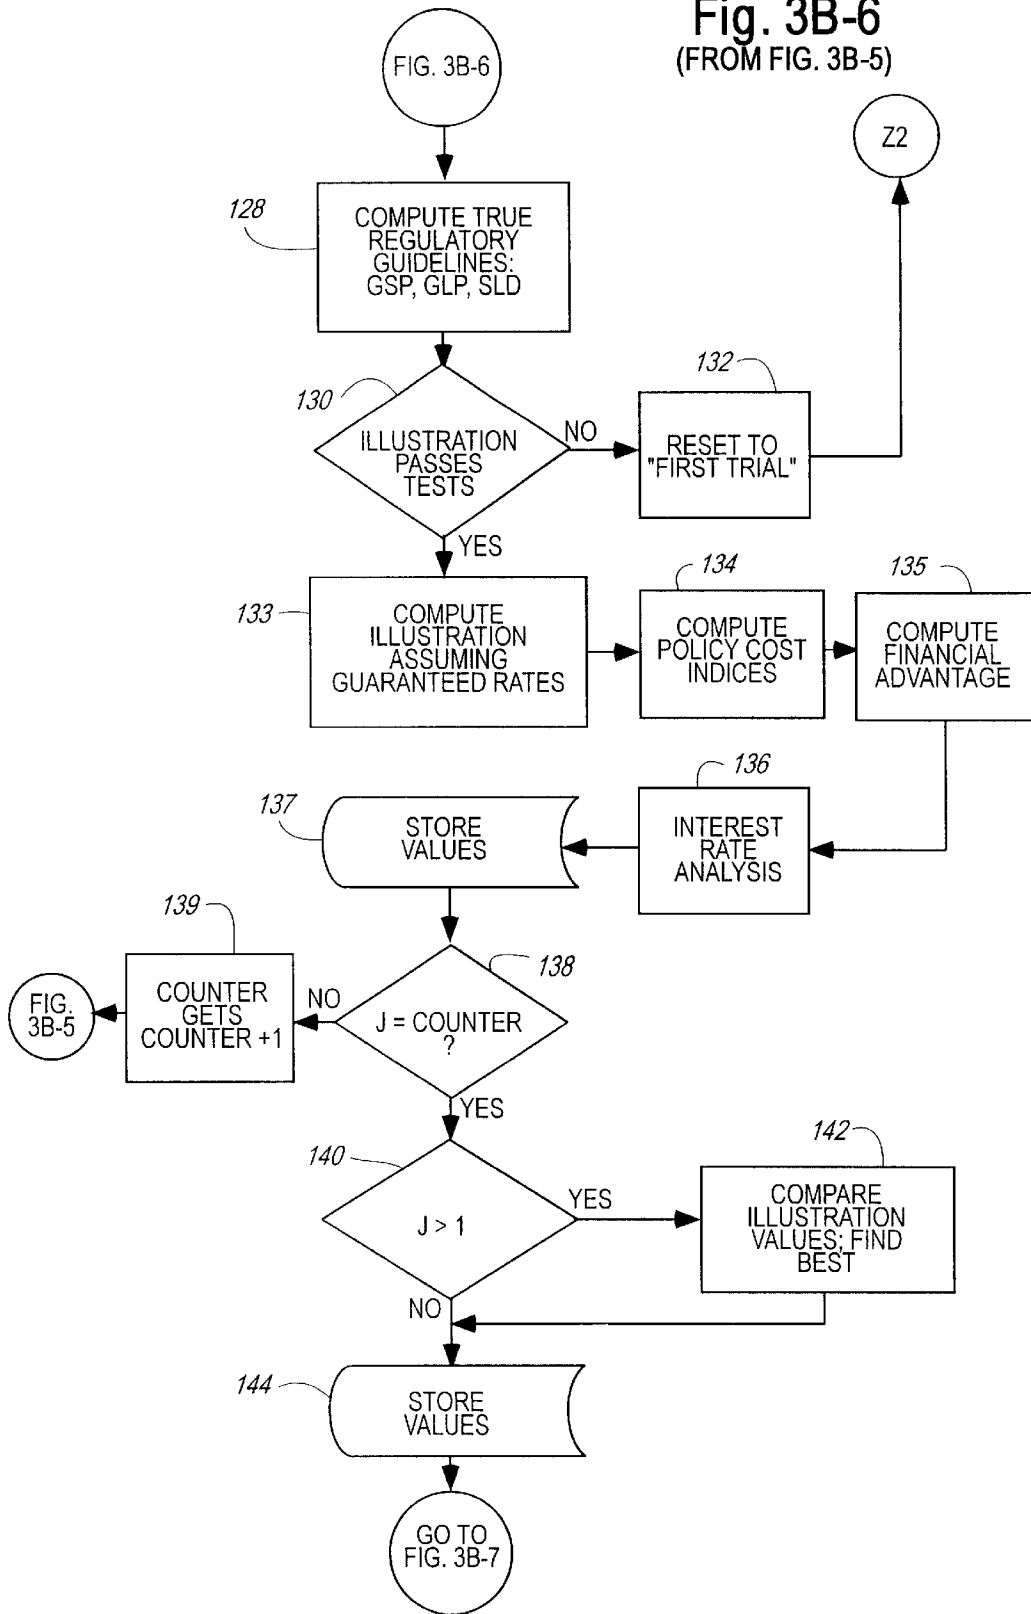 Fig. 3B-6
(FROM FIG. 3B-5)
FIG. 3B-6
Z2
128
COMPUTE TRUE
REGULATORY
GUIDELINES:
GSP, GLP, SLD
130
ILLUSTRATION
PASSES
TESTS
NO
132
RESET TO
"FIRST TRIAL"
YES
133
COMPUTE
ILLUSTRATION
ASSUMING
GUARANTEED RATES
134
COMPUTE
POLICY COST
INDICES
135
COMPUTE
FINANCIAL
ADVANTAGE
136
INTEREST
RATE
ANALYSIS
137
STORE
VALUES
138
J = COUNTER
?
NO
139
COUNTER
GETS
COUNTER +1
FIG.
3B-5
YES
140
J > 1
YES
142
COMPARE
ILLUSTRATION
VALUES; FIND
BEST
NO
144
STORE
VALUES
GO TO
FIG. 3B-7